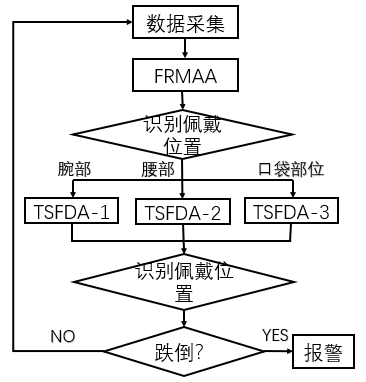 数据采集
FRMAA
识别佩戴
位置
腕部 腰部 口袋部位
TSFDA-1 TSFDA-2 TSFDA-3
识别佩戴位
置
NO 跌倒? YES 报警